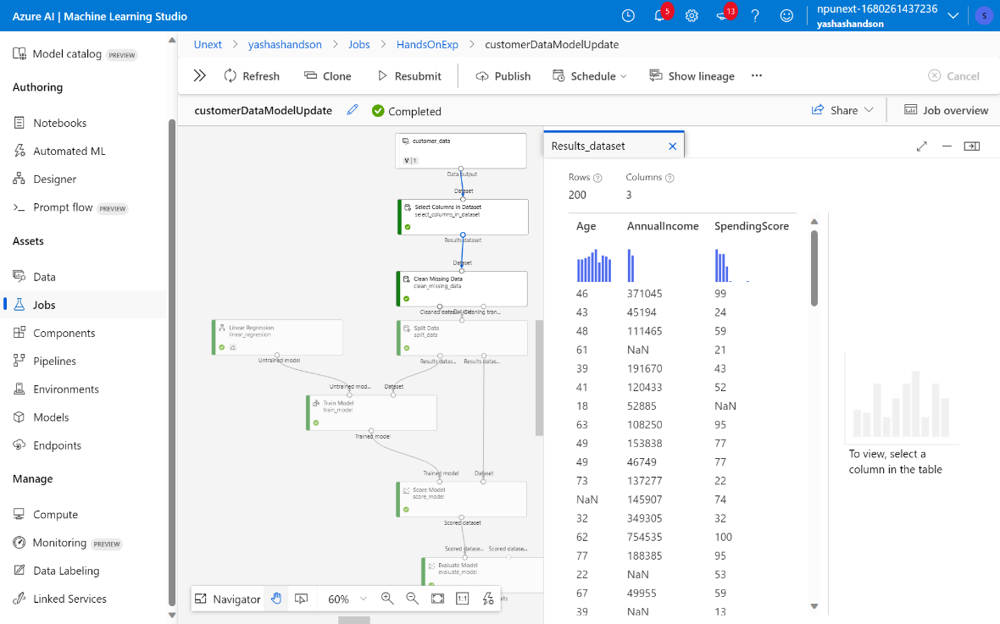 Azure AI | Machine Learning Studio
5
13
?
npunext-1680261437236
yashashandson
S
Model catalog PREVIEW
Authoring
Notebooks
Automated ML
Designer
Prompt flow PREVIEW
Assets
Data
Jobs
Components
Pipelines
Environments
Models
Endpoints
Manage
Compute
Monitoring PREVIEW
Data Labeling
Linked Services
Unext > yashashandson > Jobs > HandsOnExp > customerDataModelUpdate
Refresh Clone Resubmit Publish Schedule Show lineage ... Cancel
customerDataModelUpdate Completed Share Job overview
customer_data
V | 1
Data output
Dataset
Select Columns in Dataset
select_columns_in_dataset
Results dataset
Dataset
Clean Missing Data
clean_missing_data
Cleaned dataset
Cleaning tran...
Linear Regression
linear_regression
Untrained model
Split Data
split_data
Results datas... Results datas...
Untrained mod... Dataset
Train Model
train_model
Trained model
Trained model Dataset
Score Model
score_model
Scored dataset
Scored datase... Scored datase...
Evaluate Model
evaluate_model
Navigator 60% 1:1
Results_dataset
Rows Columns
200 3
Age AnnualIncome SpendingScore
46 371045 99
43 45194 24
48 111465 59
61 NaN 21
39 191670 43
41 120433 52
18 52885 NaN
63 108250 95
49 153838 77
49 46749 77
73 137277 22
NaN 145907 74
32 349305 32
62 754535 100
77 188385 95
22 NaN 53
67 49955 59
39 NaN 13
To view, select a
column in the table